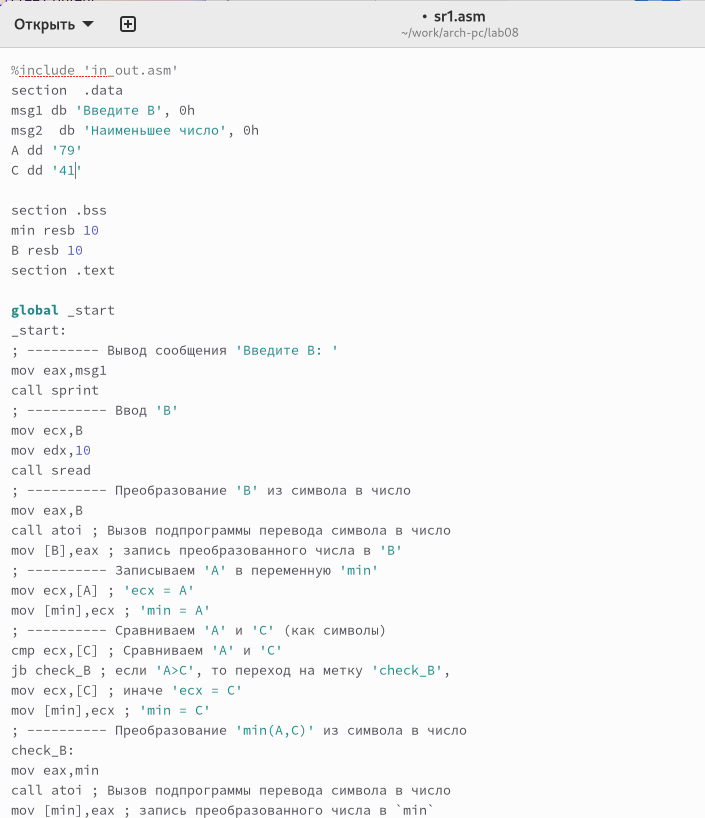 Открыть
• sr1.asm
~/work/arch-pc/lab08
%include 'in_out.asm'
section  .data
msg1 db 'Введите B', 0h
msg2  db 'Наименьшее число', 0h
A dd '79'
C dd '41'
section .bss
min resb 10
B resb 10
section .text
global _start
_start:
; --------- Вывод сообщения 'Введите B: '
mov eax,msg1
call sprint
; ---------- Ввод 'B'
mov ecx,B
mov edx,10
call sread
; ---------- Преобразование 'B' из символа в число
mov eax,B
call atoi ; Вызов подпрограммы перевода символа в число
mov [B],eax ; запись преобразованного числа в 'B'
; ---------- Записываем 'A' в переменную 'min'
mov ecx,[A] ; 'ecx = A'
mov [min],ecx ; 'min = A'
; ---------- Сравниваем 'A' и 'С' (как символы)
cmp ecx,[C] ; Сравниваем 'A' и 'С'
jb check_B ; если 'A>C', то переход на метку 'check_B',
mov ecx,[C] ; иначе 'ecx = C'
mov [min],ecx ; 'min = C'
; ---------- Преобразование 'min(A,C)' из символа в число
check_B:
mov eax,min
call atoi ; Вызов подпрограммы перевода символа в число
mov [min],eax ; запись преобразованного числа в `min`